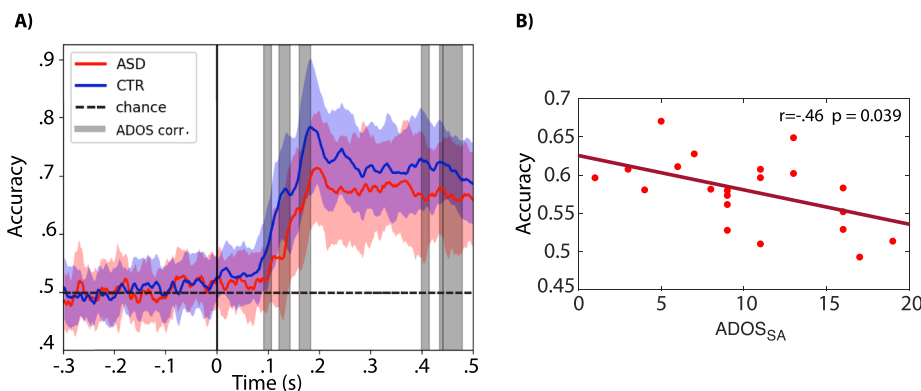 A)
.9
.8
.7
.6
.5
.4
Accuracy
ASD
CTR
chance
ADOS corr.
-.3
-.2
-.1
0
.1
.2
.3
.4
.5
Time (s)
B)
0.7
0.65
0.6
0.55
0.5
0.45
Accuracy
r=-.46 p = 0.039
0
5
10
15
20
ADOS_SA